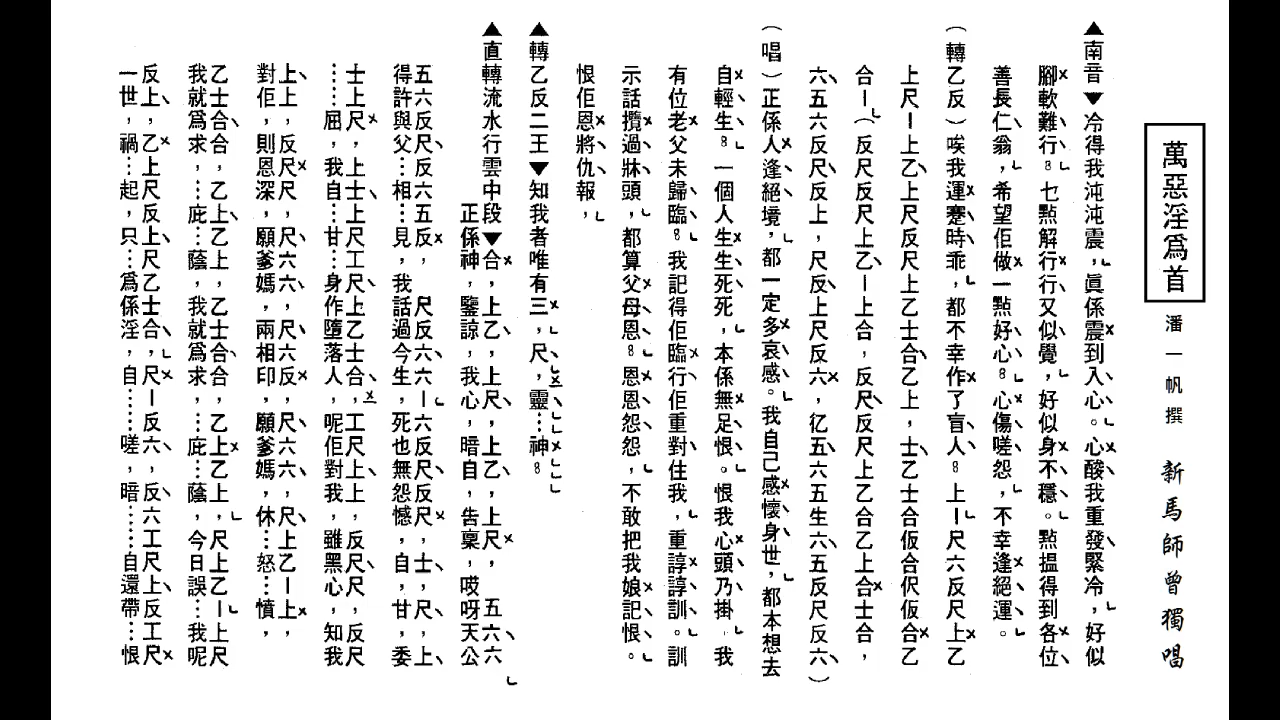 萬惡淫為首 潘一帆撰 新馬師曾獨唱
▲南音▼冷得我沌沌震，眞係震到入心。心酸我重發緊冷，好似
腳軟難行。乜點解行行又似覺，好似身不穩。點搵得到各位
善長仁翁，希望佢做一點好心。心傷嗟怨，不幸逢絕運。
（轉乙反）唉我運蹇時乖，都不幸作了盲人。上｜尺六反尺上乙
上尺｜上乙上尺反尺上乙士合乙上，士乙士合仮合伬仮合乙
合｜（反尺反尺上乙｜上合，反尺反尺上乙合乙上合士合，
六五六反尺反上，尺反上尺反六，亿五六五生六五反尺反六）
（唱）正係人逢絕境，都一定多哀感。我自己感懷身世，都本想去
自輕生。一個人生生死死，本係無足恨。恨我心頭乃掛。我
有位老父未歸臨。我記得佢臨行佢重對住我，重諄諄訓。訓
示話攬過牀頭，都算父母恩。恩恩怨怨，不敢把我娘記恨。
恨佢恩將仇報，
▲轉乙反二王▼知我者唯有三，尺，靈…神。
▲直轉流水行雲中段▼合，上乙，上尺，上乙，上尺，　五六六
正係神，鑒諒，我心，暗自，告稟，哎呀天公
五六反尺反六五反，　尺反六六｜六反尺反尺，士，尺，上
得許與父…相…見，我話過今生，死也無怨憾，自，甘，委
士上尺，上士上尺工尺上乙士合，工尺上上，反尺尺，反尺
……屈，我自…甘…身作墮落人，呢佢對我，雖黑心，知我
上上，反尺尺尺，尺六六，尺六反，尺六六，尺上乙｜上，
對佢，則恩深，願爹媽，兩相印，願爹媽，休…怒…憤，
乙士合合，乙上乙上，乙士合合，乙上乙上，尺上乙｜上尺
我就為求，…庇…蔭，我就為求，…庇…蔭，今日誤…我呢
反上，乙上尺反上尺乙士合，尺｜反六，反六工尺上反工尺
一世，禍…起，只…為係淫，自……嗟，暗……自還帶…恨